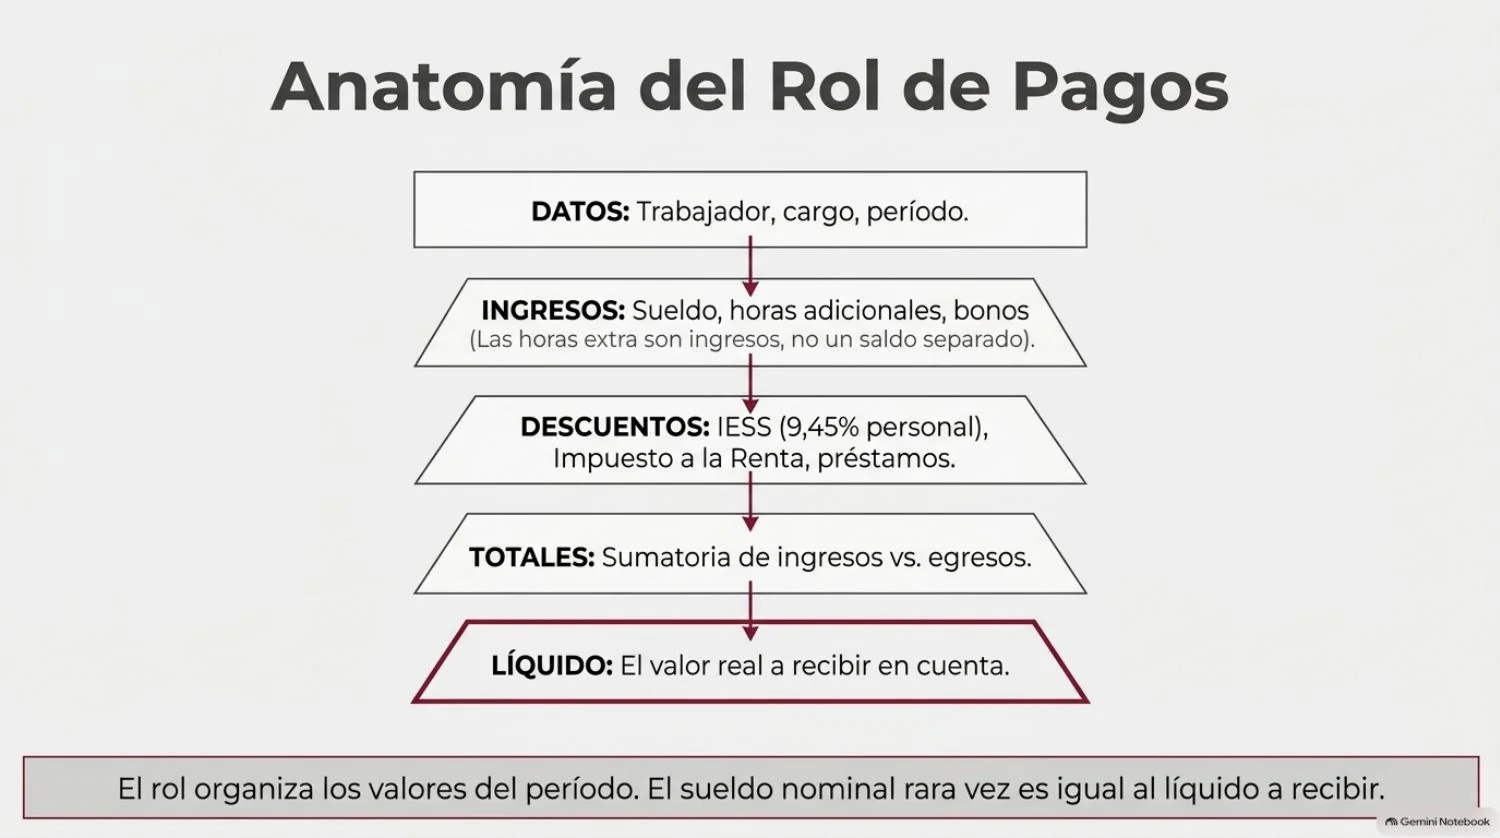 Anatomía del Rol de Pagos
DATOS: Trabajador, cargo, período.
INGRESOS: Sueldo, horas adicionales, bonos
(Las horas extra son ingresos, no un saldo separado).
DESCUENTOS: IESS (9,45% personal),
Impuesto a la Renta, préstamos.
TOTALES: Sumatoria de ingresos vs. egresos.
LÍQUIDO: El valor real a recibir en cuenta.
El rol organiza los valores del período. El sueldo nominal rara vez es igual al líquido a recibir.
Gemini Notebook